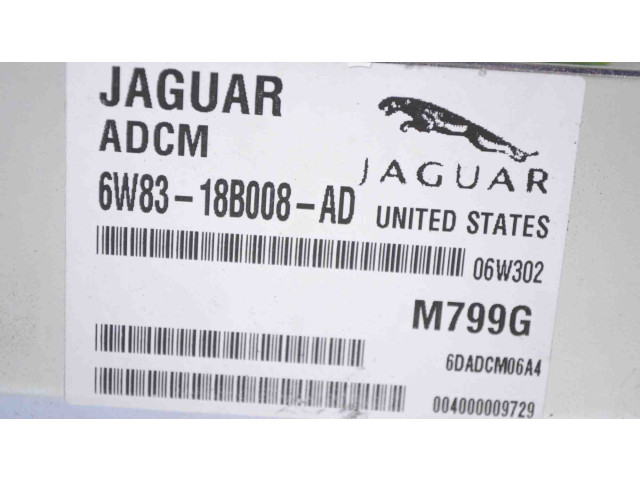 JAGUAR
ADCM
6W83-18B008-AD
JAGUAR
UNITED STATES
06W302
M799G
6DADCM06A4
004000009729